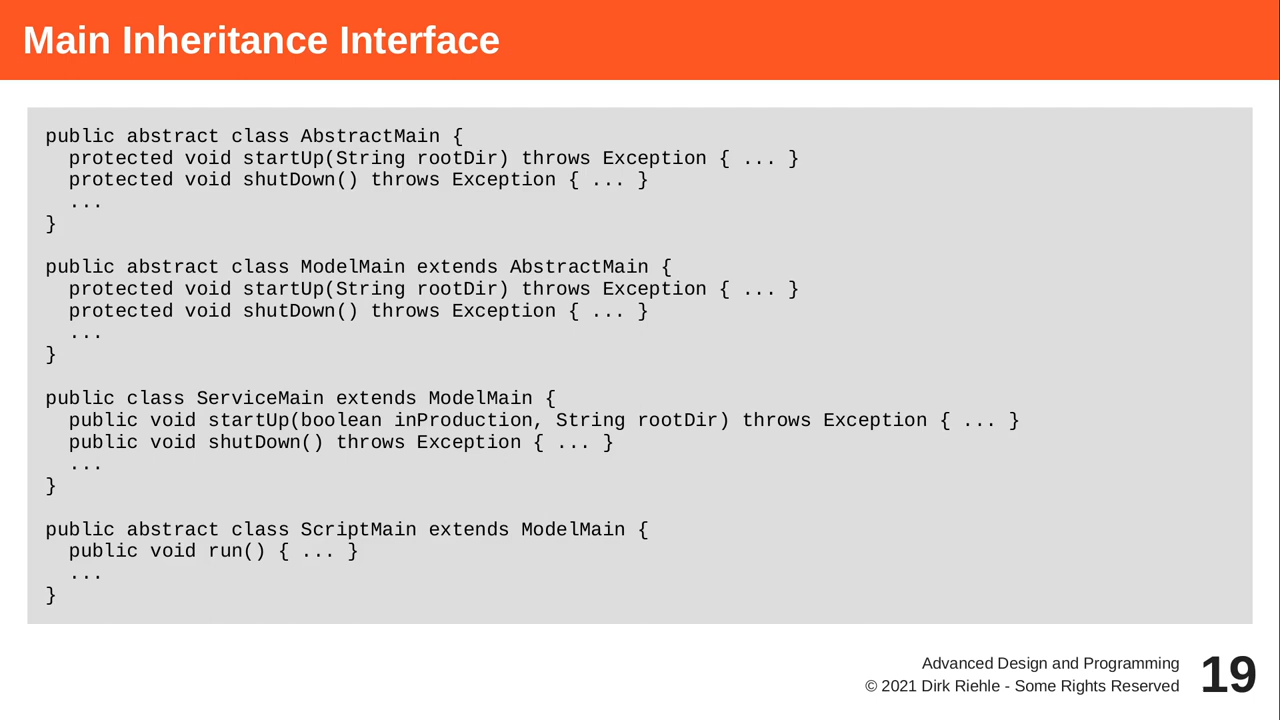 Main Inheritance Interface
public abstract class AbstractMain {
  protected void startUp(String rootDir) throws Exception { ... }
  protected void shutDown() throws Exception { ... }
  ...
}
public abstract class ModelMain extends AbstractMain {
  protected void startUp(String rootDir) throws Exception { ... }
  protected void shutDown() throws Exception { ... }
  ...
}
public class ServiceMain extends ModelMain {
  public void startUp(boolean inProduction, String rootDir) throws Exception { ... }
  public void shutDown() throws Exception { ... }
  ...
}
public abstract class ScriptMain extends ModelMain {
  public void run() { ... }
  ...
}
Advanced Design and Programming
© 2021 Dirk Riehle - Some Rights Reserved
19